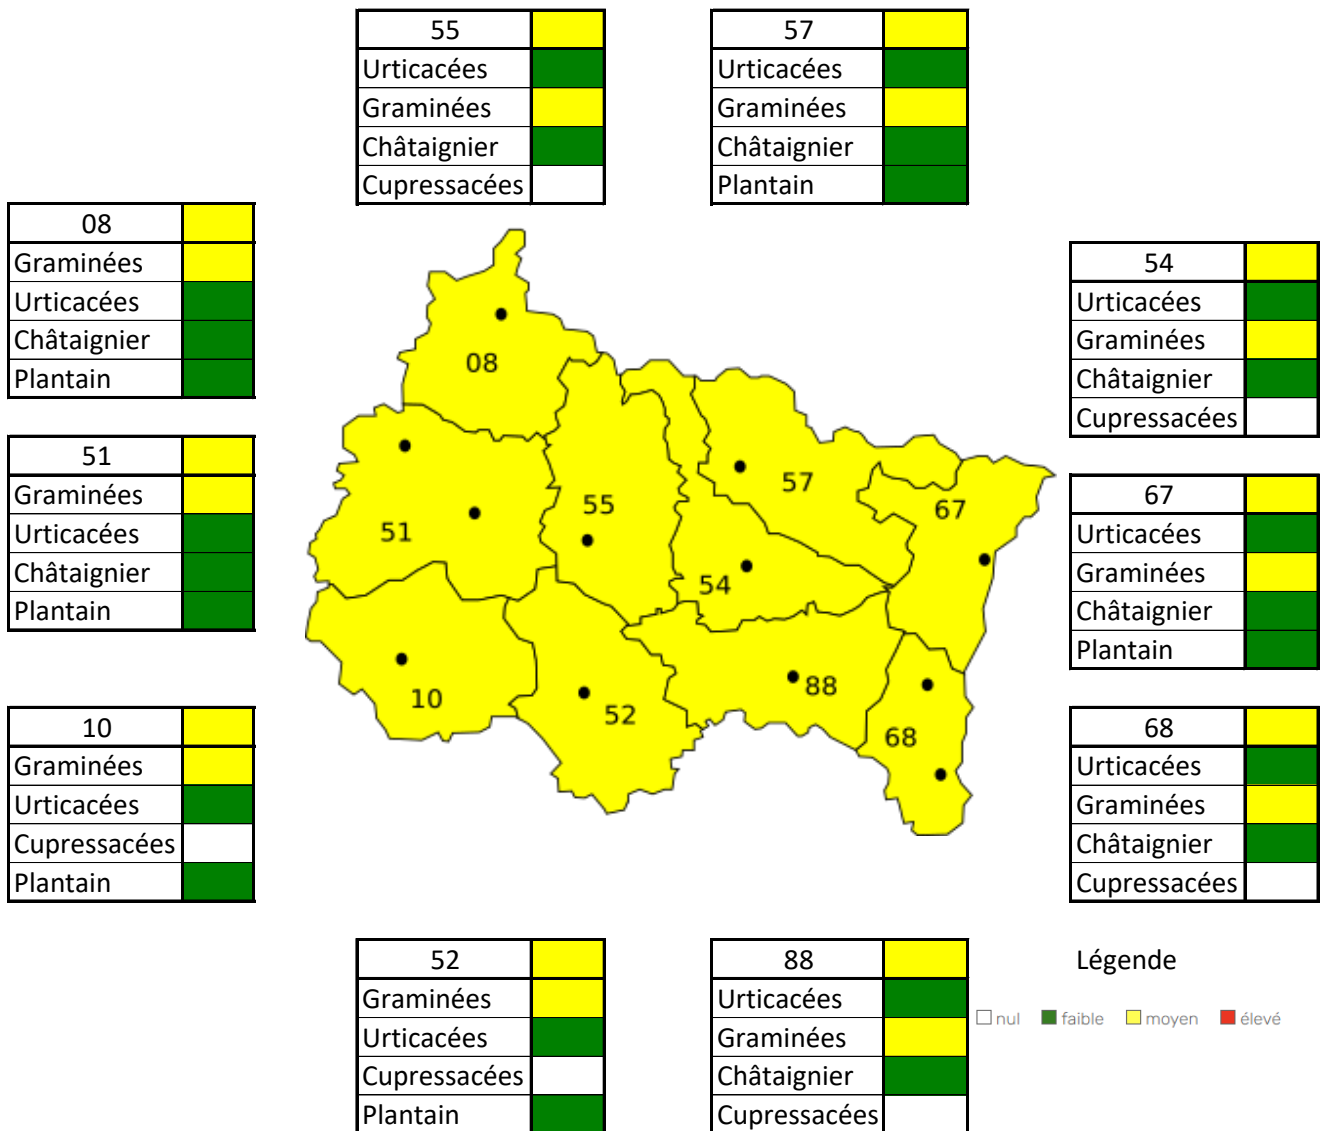 55
Urticacées
Graminées
Châtaignier
Cupressacées
57
Urticacées
Graminées
Châtaignier
Plantain
08
Graminées
Urticacées
Châtaignier
Plantain
51
Graminées
Urticacées
Châtaignier
Plantain
10
Graminées
Urticacées
Cupressacées
Plantain
08
57
55
67
51
54
88
10
52
68
54
Urticacées
Graminées
Châtaignier
Cupressacées
67
Urticacées
Graminées
Châtaignier
Plantain
68
Urticacées
Graminées
Châtaignier
Cupressacées
52
Graminées
Urticacées
Cupressacées
Plantain
88
Urticacées
Graminées
Châtaignier
Cupressacées
Légende
nul faible moyen élevé